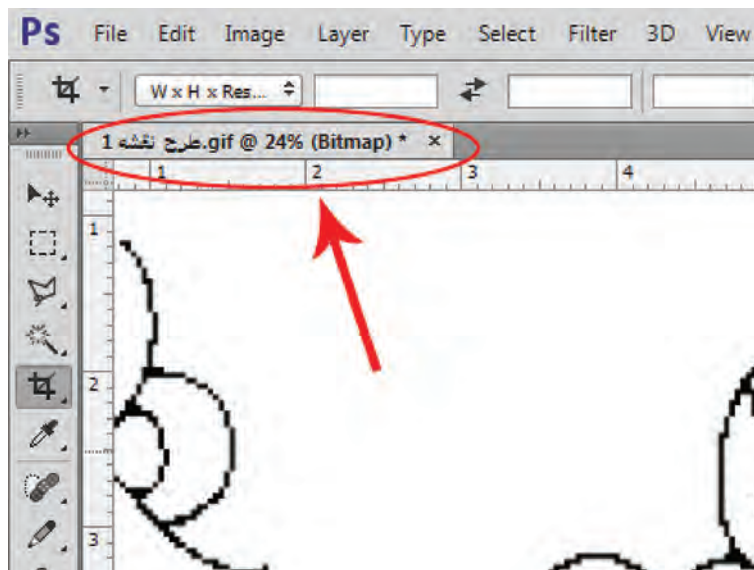 Ps File Edit Image Layer Type Select Filter 3D View
W x H x Res...
طرح نقشه 1.gif @ 24% (Bitmap) * ×
1 2 3 4
1
2
3